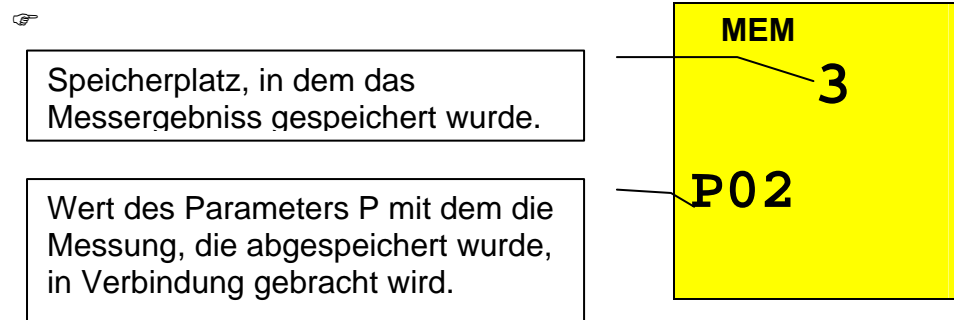 ☞
Speicherplatz, in dem das
Messergebniss gespeichert wurde.
Wert des Parameters P mit dem die
Messung, die abgespeichert wurde,
in Verbindung gebracht wird.
MEM
3
P02